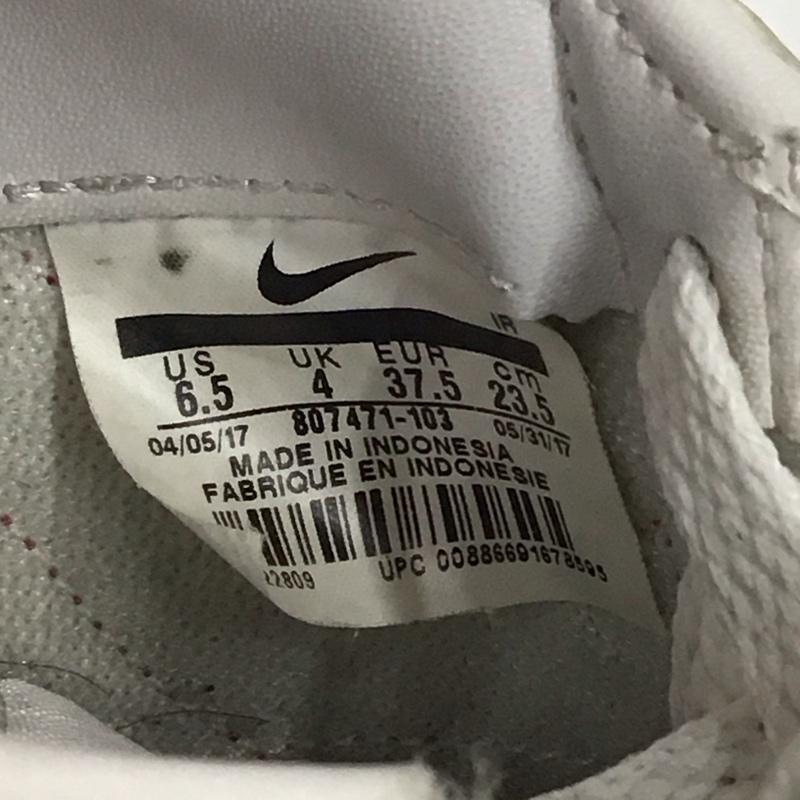 IR
US UK EUR cm
6.5 4 37.5 23.5
807471-103
04/05/17 05/31/17
MADE IN INDONESIA
FABRIQUE EN INDONESIE
UPC 00886691678595